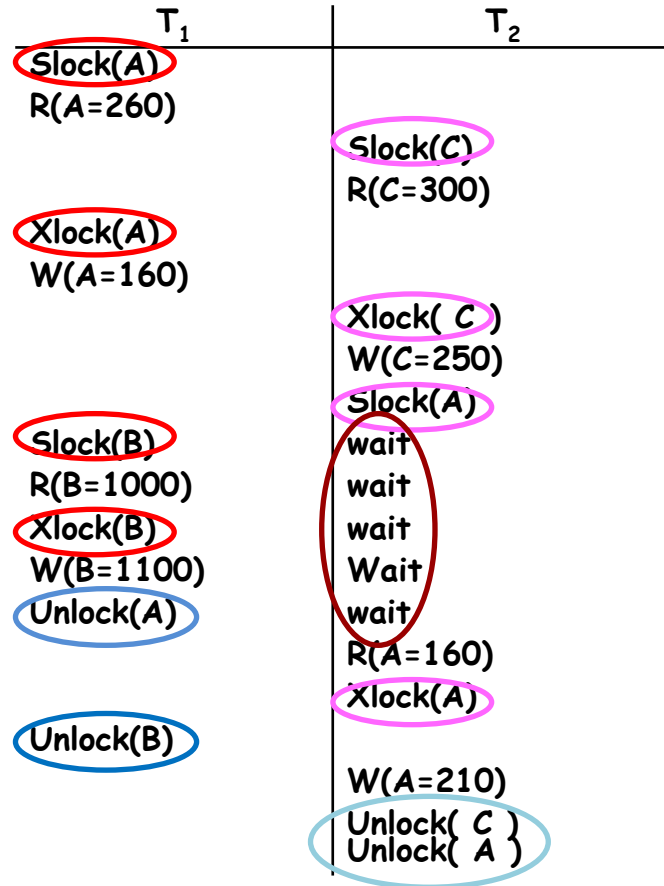 T1 T2
Slock(A)
R(A=260)
Slock(C)
R(C=300)
Xlock(A)
W(A=160)
Xlock( C )
W(C=250)
Slock(A)
Slock(B) wait
R(B=1000) wait
Xlock(B) wait
W(B=1100) Wait
Unlock(A) wait
R(A=160)
Xlock(A)
Unlock(B)
W(A=210)
Unlock( C )
Unlock( A )